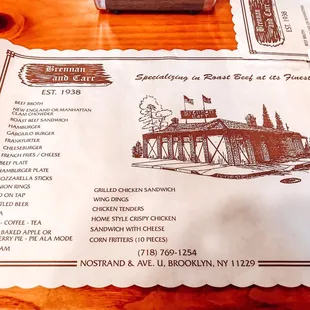 Brennan
and Carr
EST. 1938
EST. 1938
Specializing in Roast Beef at its Finest
BEEF BROTH
NEW ENGLAND OR MANHATTAN
CLAM CHOWDER
ROAST BEEF SANDWICH
HAMBURGER
GARGIULO BURGER
FRANKFURTER
CHEESEBURGER
FRENCH FRIES / CHEESE
BEEF PLATE
HAMBURGER PLATE
MOZZARELLA STICKS
ONION RINGS
ON TAP
BEER
- COFFEE - TEA
BAKED APPLE OR
PIE - PIE ALA MODE
GRILLED CHICKEN SANDWICH
WING DINGS
CHICKEN TENDERS
HOME STYLE CRISPY CHICKEN
SANDWICH WITH CHEESE
CORN FRITTERS (10 PIECES)
(718) 769-1254
NOSTRAND & AVE. U, BROOKLYN, NY 11229